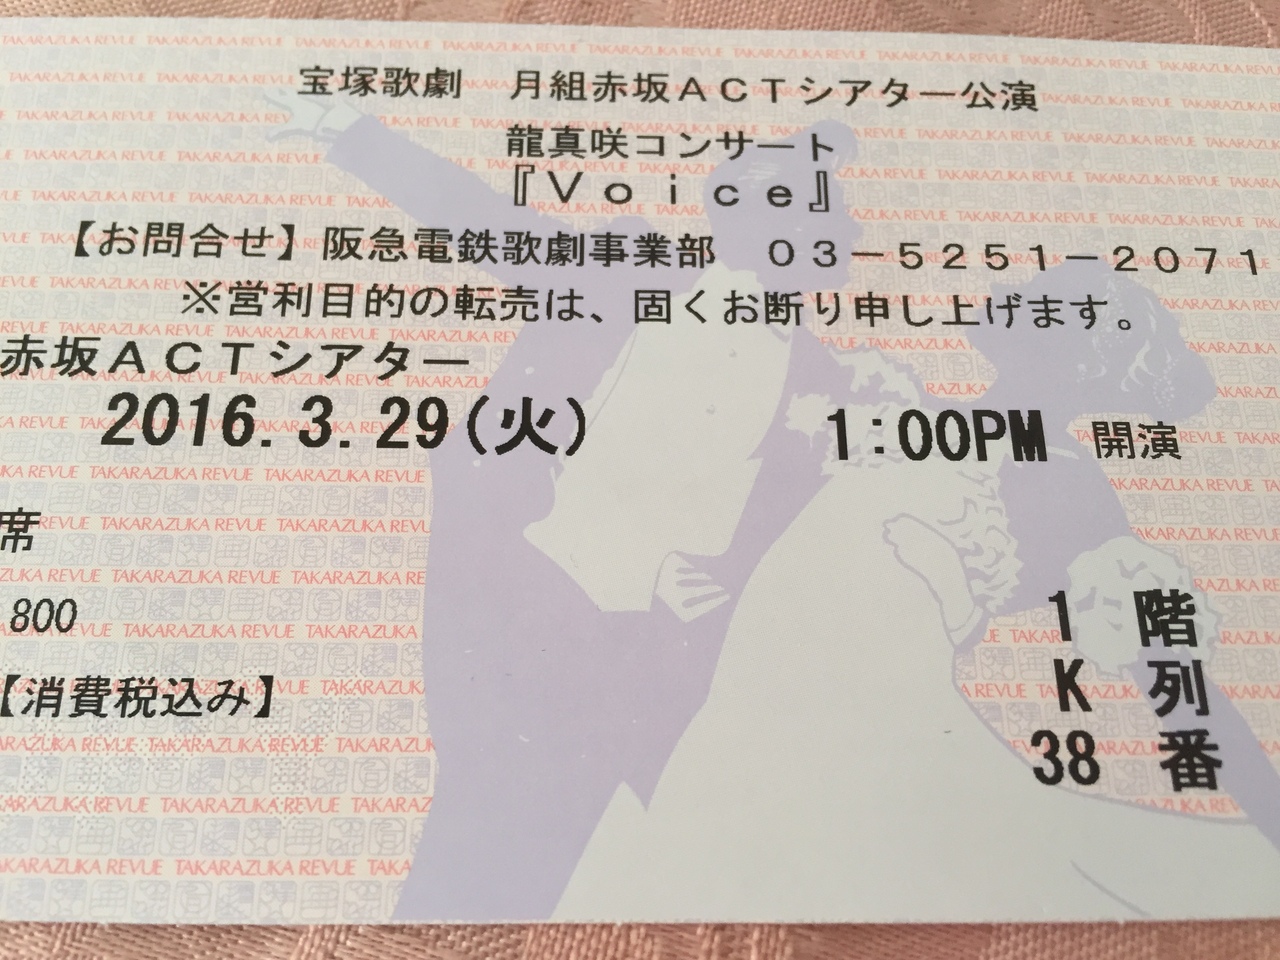 宝塚歌劇　月組赤坂ACTシアター公演
龍真咲コンサート
『Voice』
【お問合せ】阪急電鉄歌劇事業部　03-5251-2071
※営利目的の転売は、固くお断り申し上げます。
赤坂ACTシアター
2016.3.29(火)　1:00PM 開演
席
800
【消費税込み】
1 階
K 列
38 番
TAKARAZUKA REVUE